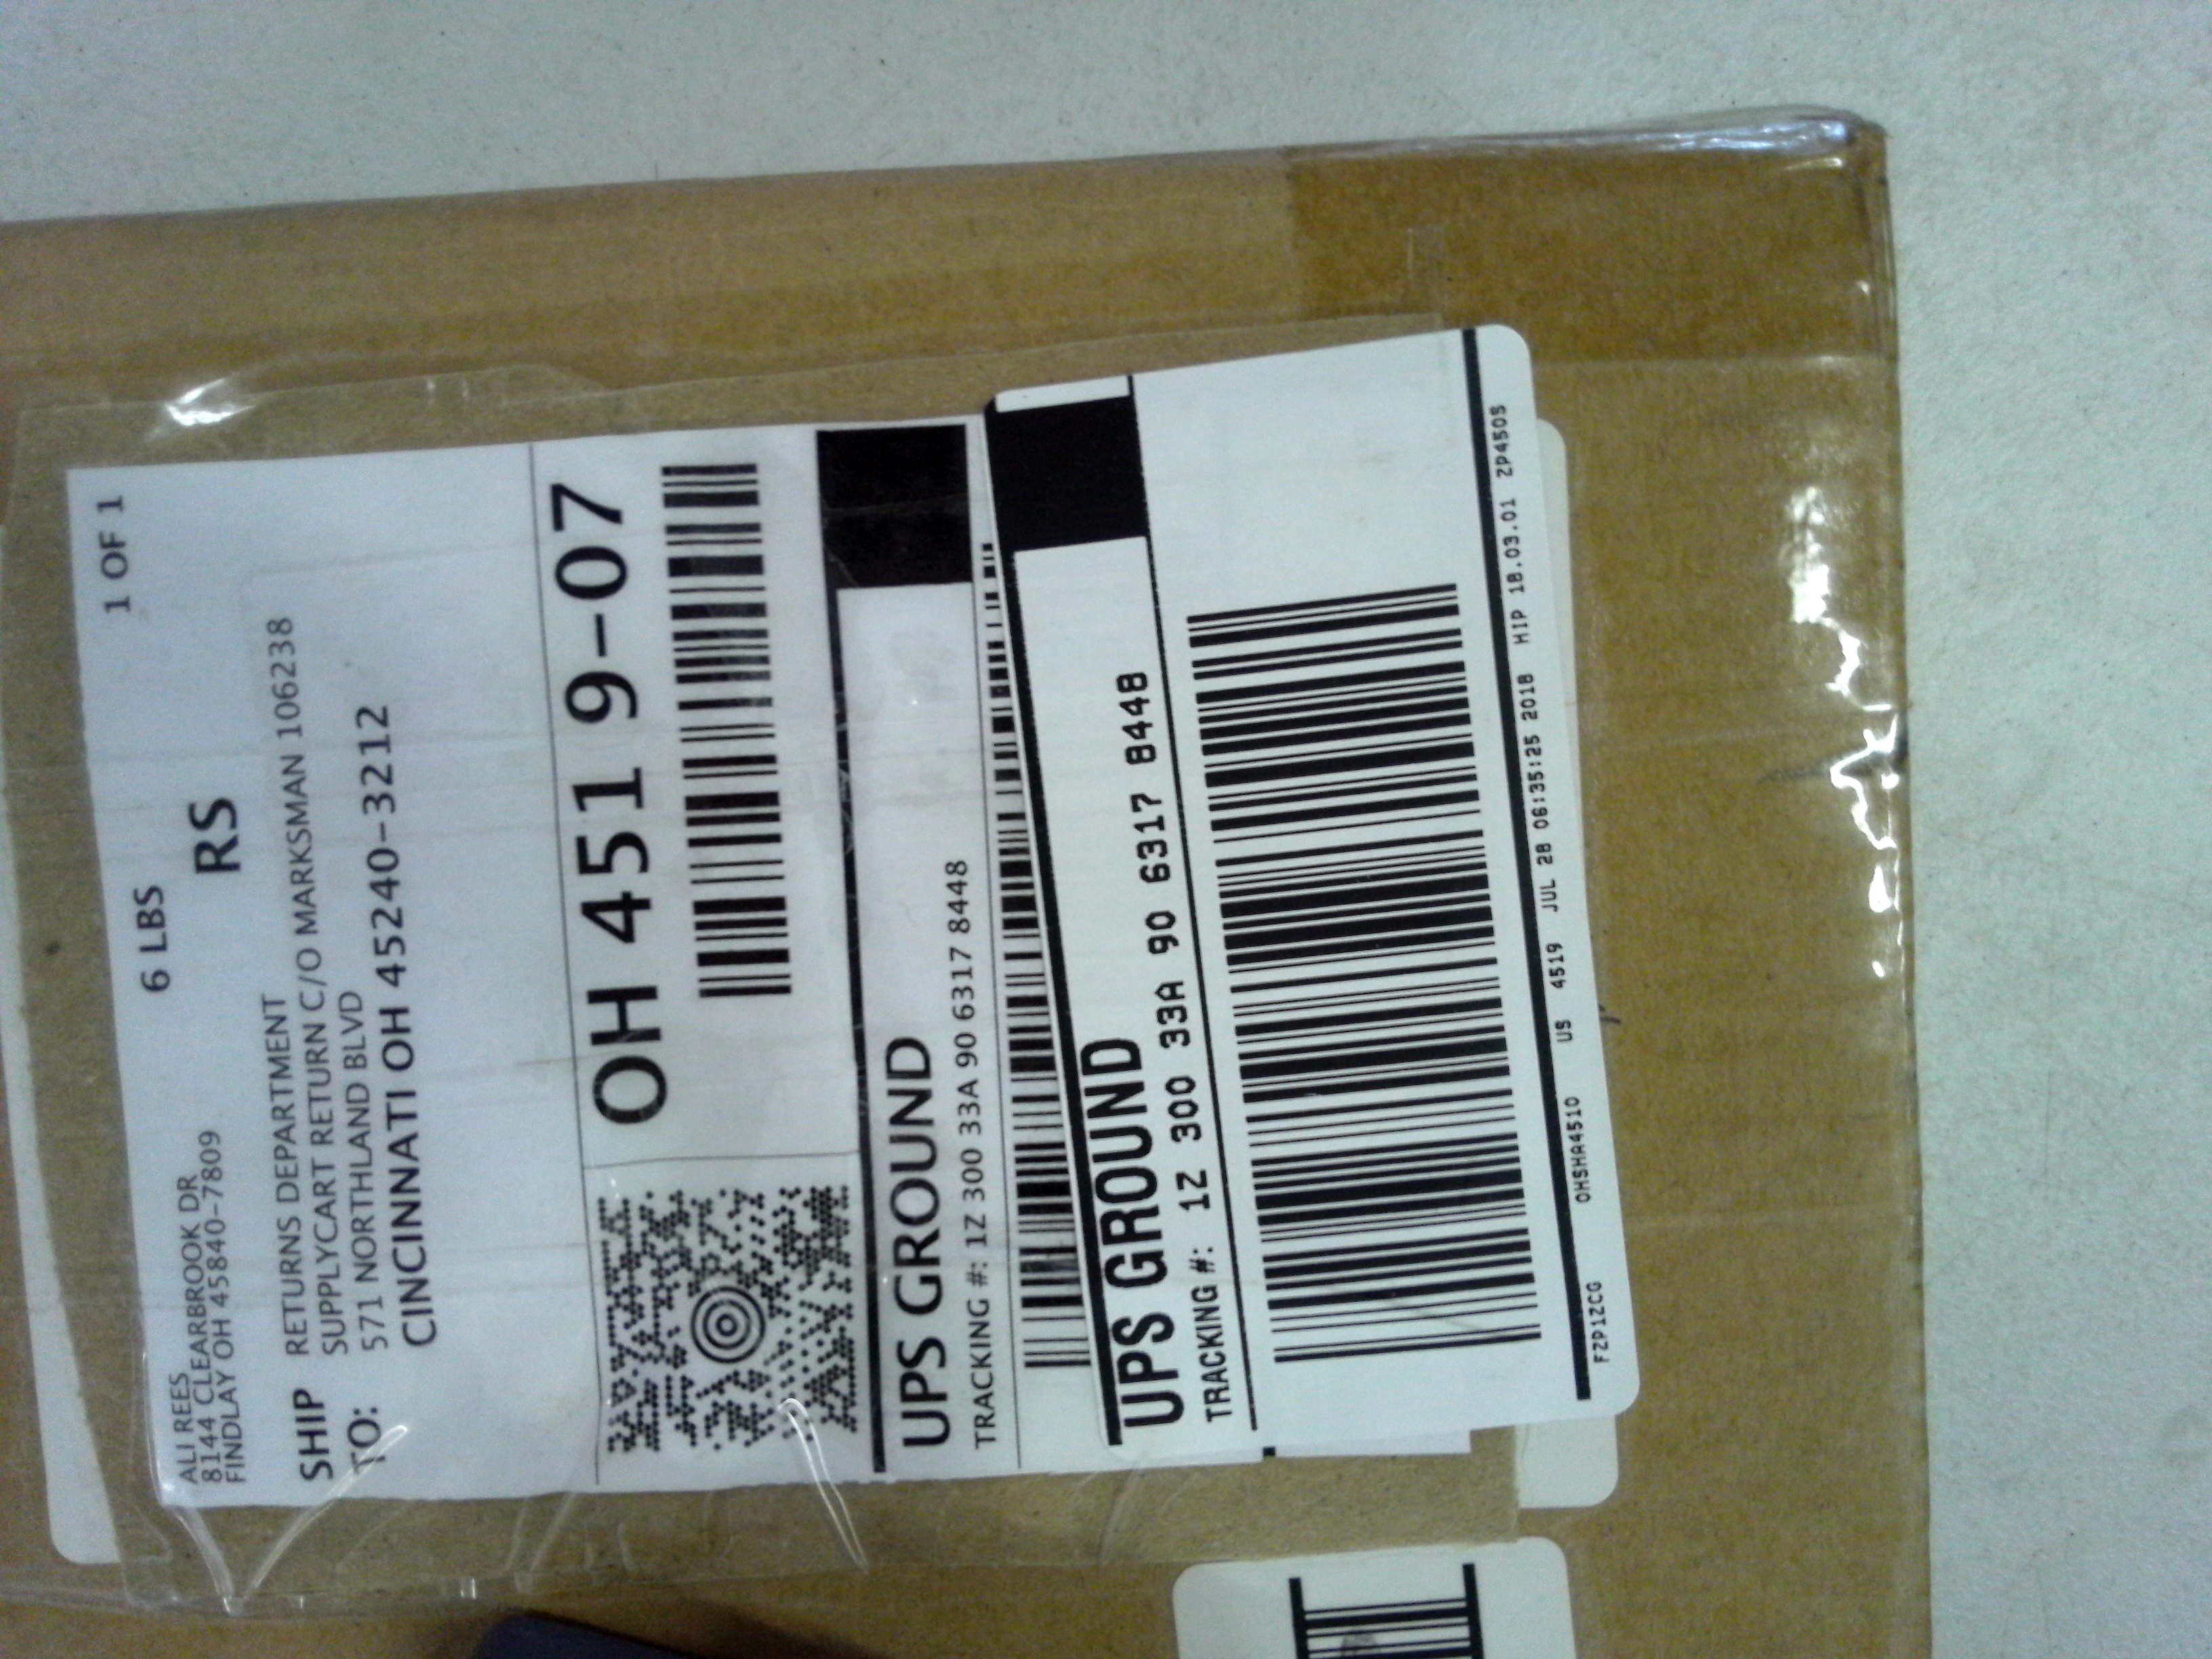 6 LBS
1 OF 1
ALI REES
8144 CLEARBROOK DR
FINDLAY OH 45840-7809
RS
SHIP
TO:
RETURNS DEPARTMENT
SUPPLYCART RETURN C/O MARKSMAN 106238
571 NORTHLAND BLVD
CINCINNATI OH 45240-3212
OH 451 9-07
UPS GROUND
TRACKING #: 1Z 300 33A 90 6317 8448
UPS GROUND
TRACKING #: 1Z 300 33A 90 6317 8448
FZP1ZCG OHSHA4510 US 4519 JUL 28 06:35:25 2018 HIP 18.03.01 ZP450S